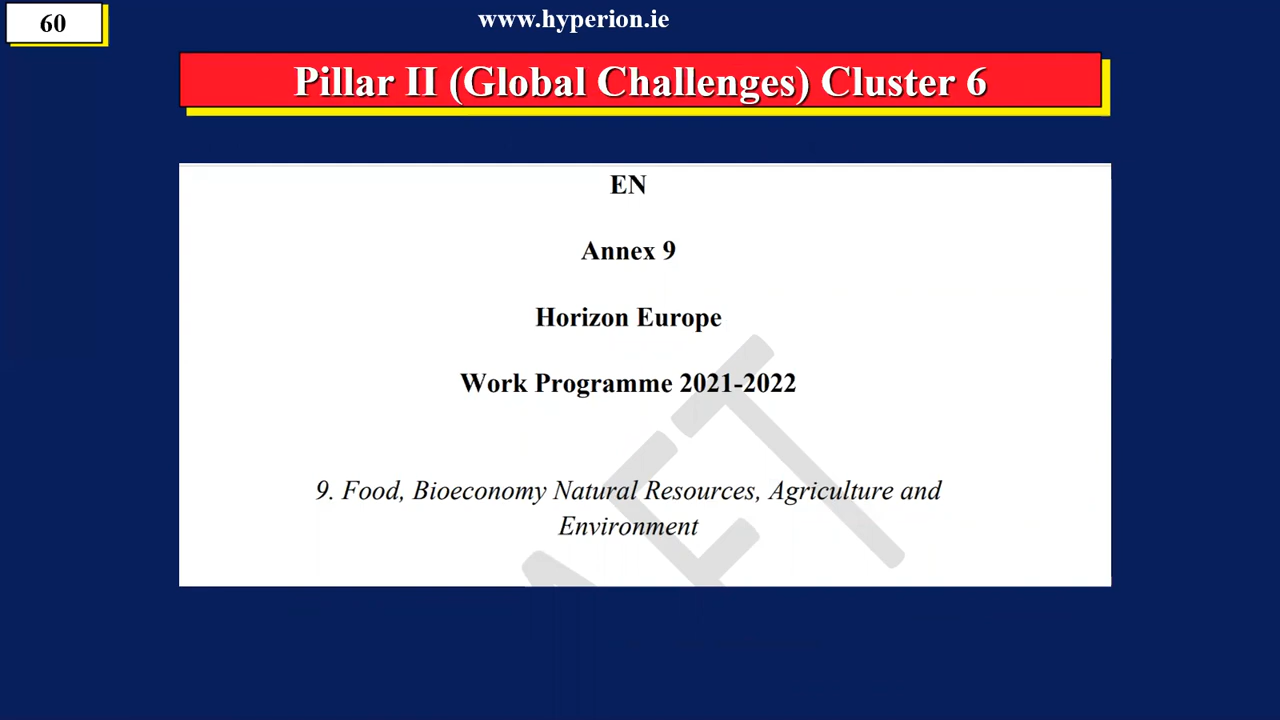 60
www.hyperion.ie
Pillar II (Global Challenges) Cluster 6
EN
Annex 9
Horizon Europe
Work Programme 2021-2022
9. Food, Bioeconomy Natural Resources, Agriculture and
Environment